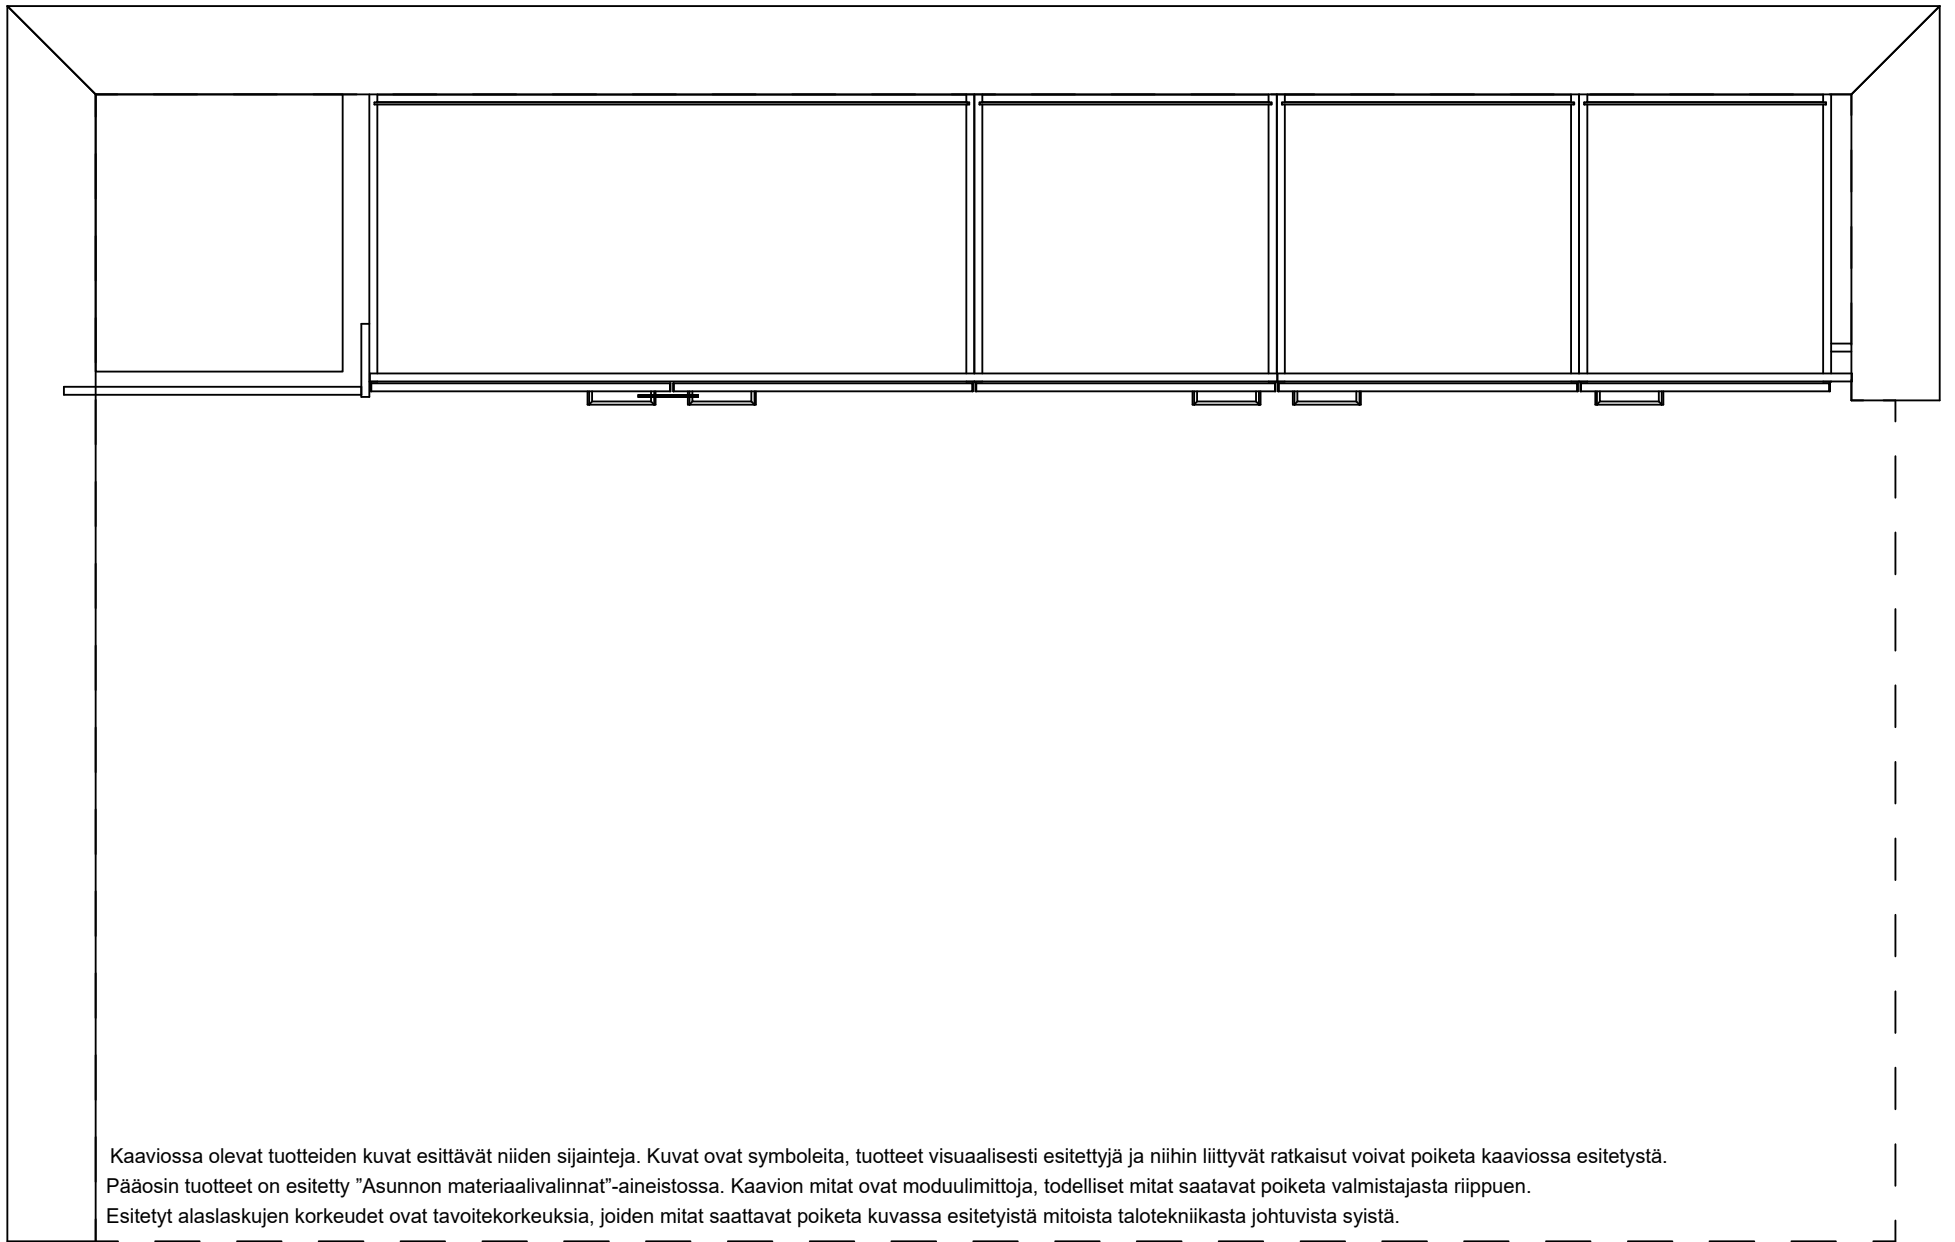 Kaaviossa olevat tuotteiden kuvat esittävät niiden sijainteja. Kuvat ovat symboleita, tuotteet visuaalisesti esitettyjä ja niihin liittyvät ratkaisut voivat poiketa kaaviossa esitetystä.
Pääosin tuotteet on esitetty ”Asunnon materiaalivalinnat”-aineistossa. Kaavion mitat ovat moduulimittoja, todelliset mitat saatavat poiketa valmistajasta riippuen.
Esitetyt alaslaskujen korkeudet ovat tavoitekorkeuksia, joiden mitat saattavat poiketa kuvassa esitetyistä mitoista talotekniikasta johtuvista syistä.